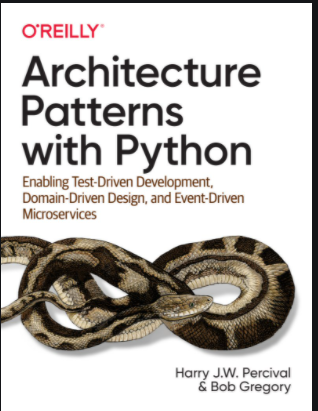 O'REILLY®
Architecture
Patterns
with Python
Enabling Test-Driven Development,
Domain-Driven Design, and Event-Driven
Microservices
Harry J.W. Percival
& Bob Gregory